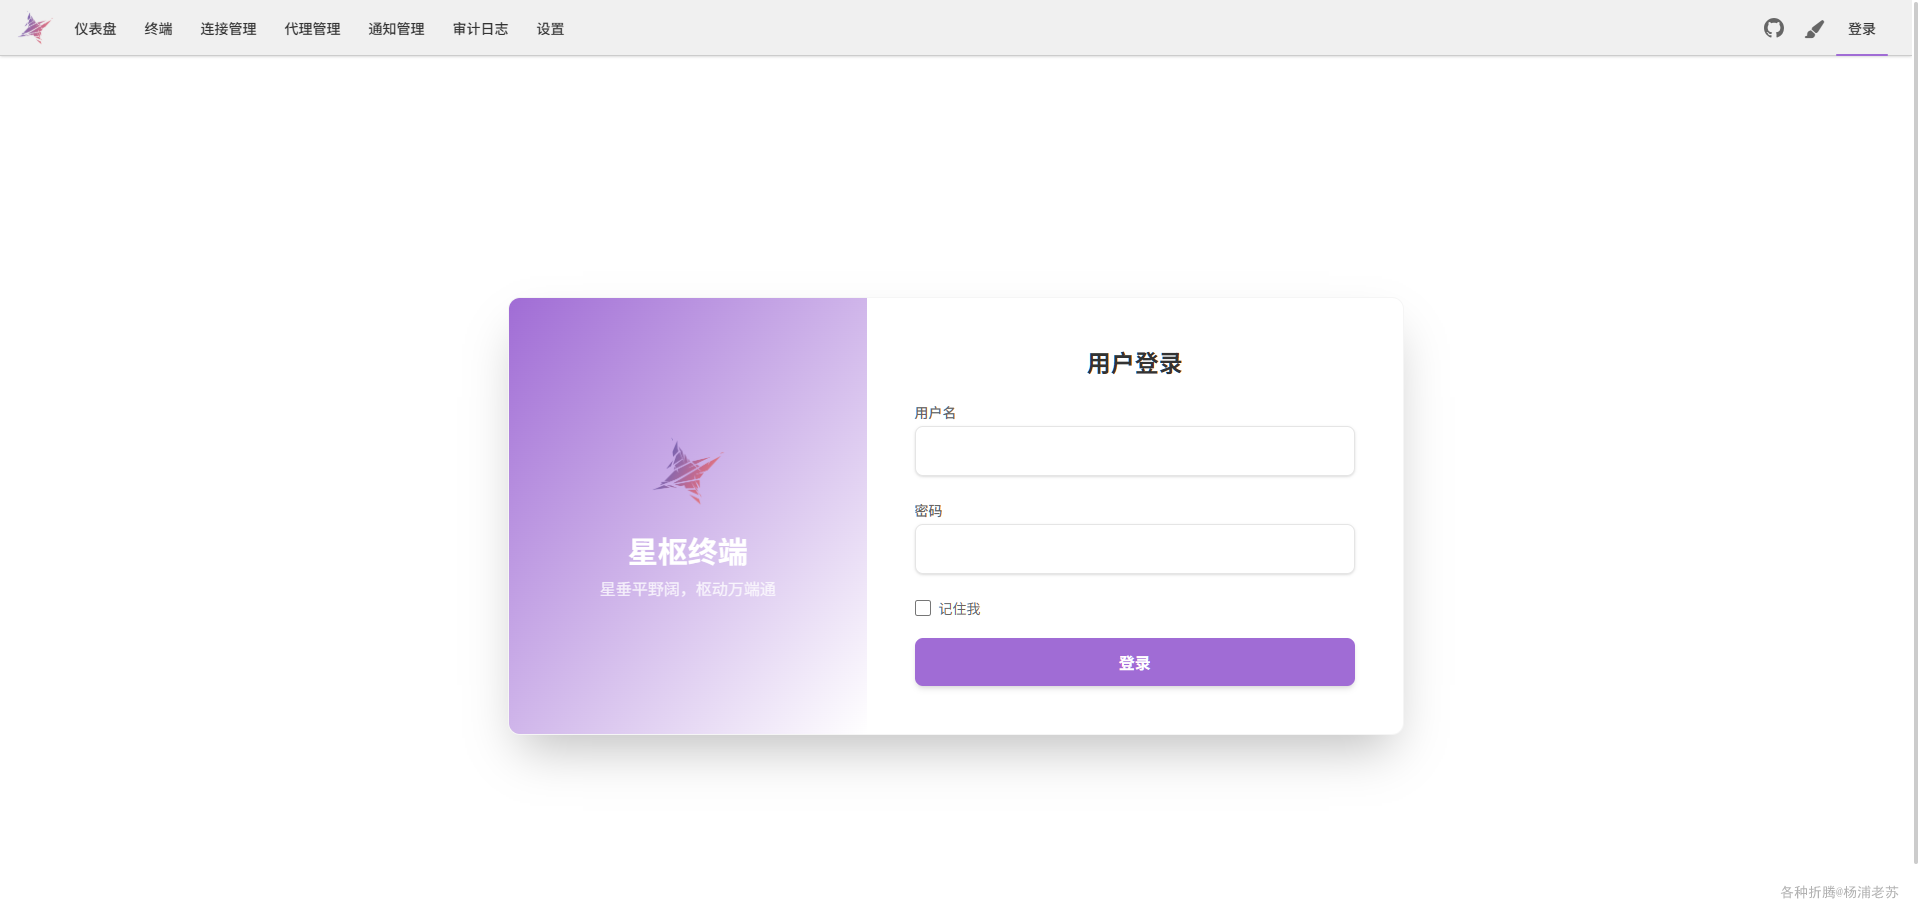 仪表盘 终端 连接管理 代理管理 通知管理 审计日志 设置 登录
星枢终端
星垂平野阔，枢动万端通
用户登录
用户名
密码
记住我
登录
各种折腾@杨浦老苏